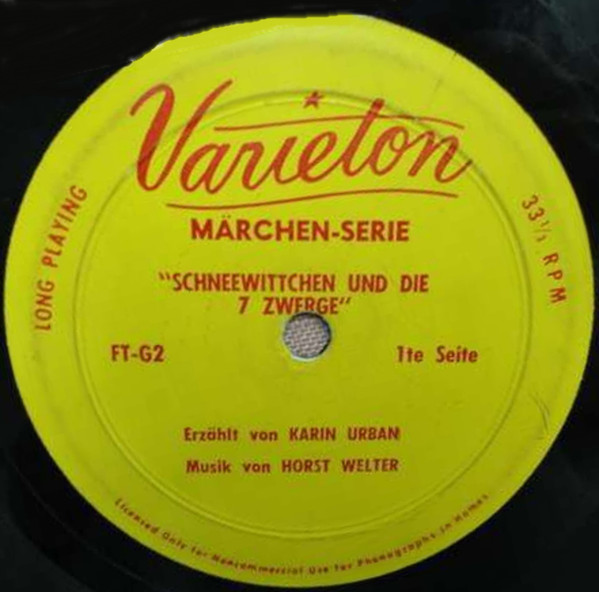 Varieton
MÄRCHEN-SERIE
LONG PLAYING
33⅓ RPM
"SCHNEEWITTCHEN UND DIE
7 ZWERGE"
FT-G2
1te Seite
Erzählt von KARIN URBAN
Musik von HORST WELTER
Licensed Only for Noncommercial Use for Phonographs in Homes